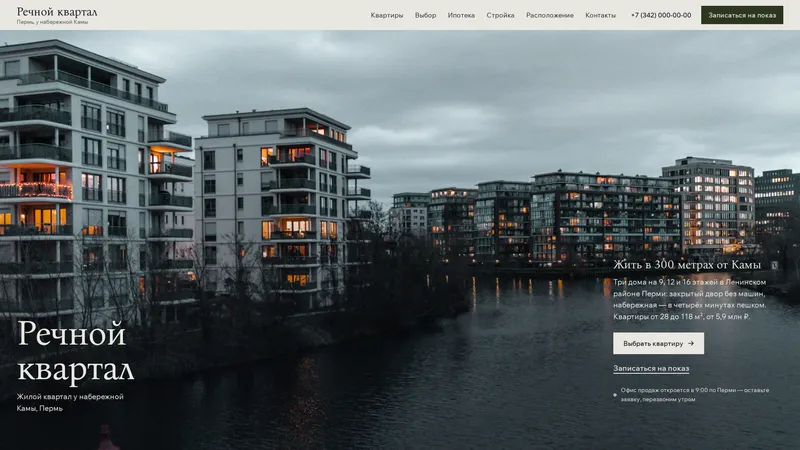 Речной квартал
Пермь, у набережной Камы
Квартиры Выбор Ипотека Стройка Расположение Контакты +7 (342) 000-00-00 Записаться на показ
Жить в 300 метрах от Камы
Три дома на 9, 12 и 16 этажей в Ленинском
районе Перми: закрытый двор без машин,
набережная — в четырёх минутах пешком.
Квартиры от 28 до 118 м², от 5,9 млн ₽.
Выбрать квартиру →
Записаться на показ
Офис продаж откроется в 9:00 по Перми — оставьте
заявку, перезвоним утром
Речной
квартал
Жилой квартал у набережной
Камы, Пермь